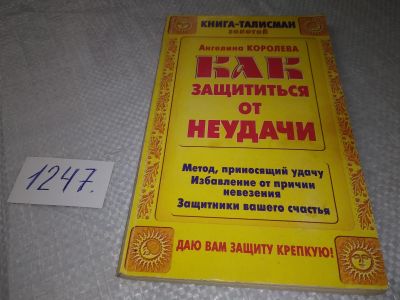 КНИГА-ТАЛИСМАН
золотой
Ангелина КОРОЛЕВА
КАК
ЗАЩИТИТЬСЯ
ОТ
НЕУДАЧИ
Метод, приносящий удачу
Избавление от причин
невезения
Защитники вашего счастья
ДАЮ ВАМ ЗАЩИТУ КРЕПКУЮ!
1247.